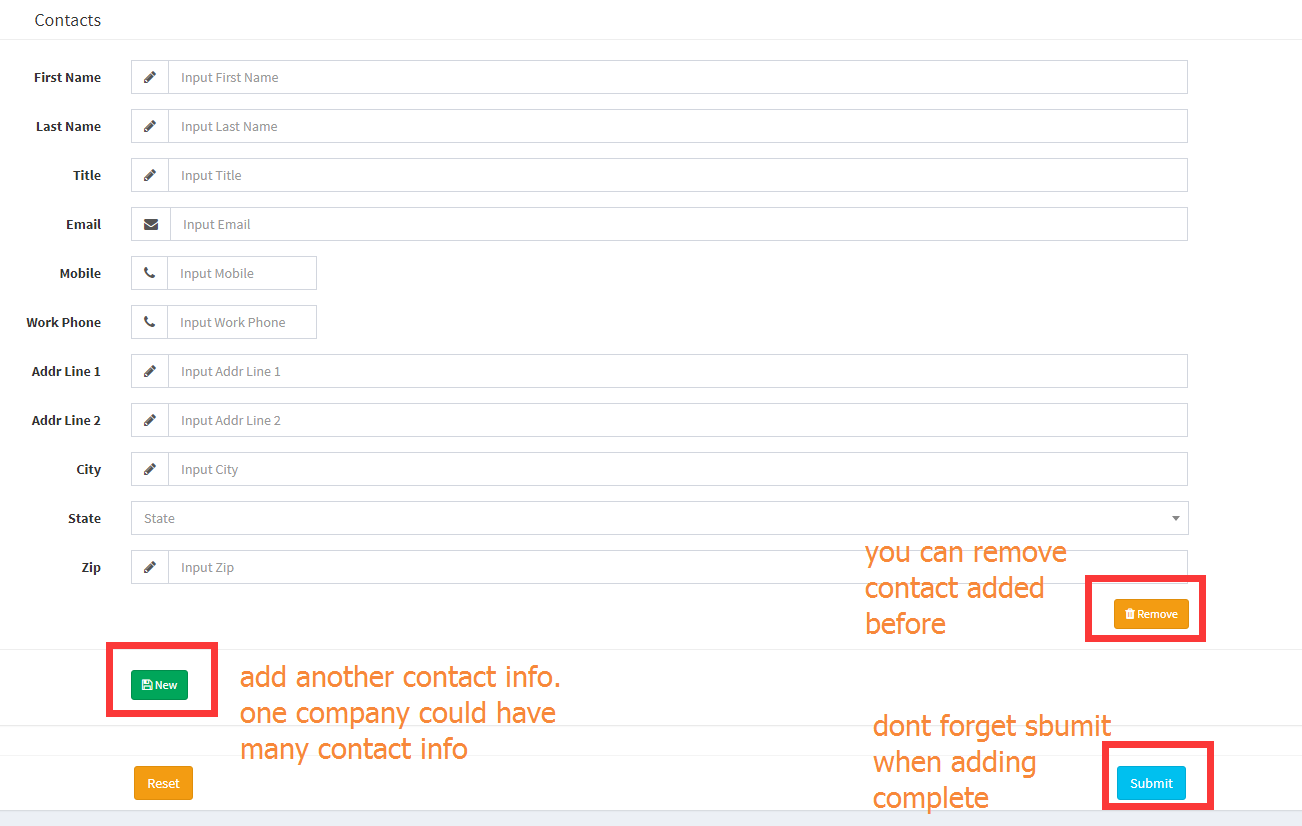 Contacts
First Name Input First Name
Last Name Input Last Name
Title Input Title
Email Input Email
Mobile Input Mobile
Work Phone Input Work Phone
Addr Line 1 Input Addr Line 1
Addr Line 2 Input Addr Line 2
City Input City
State State
Zip Input Zip
you can remove
contact added
before
Remove
New
add another contact info.
one company could have
many contact info
dont forget sbumit
when adding
complete
Reset
Submit